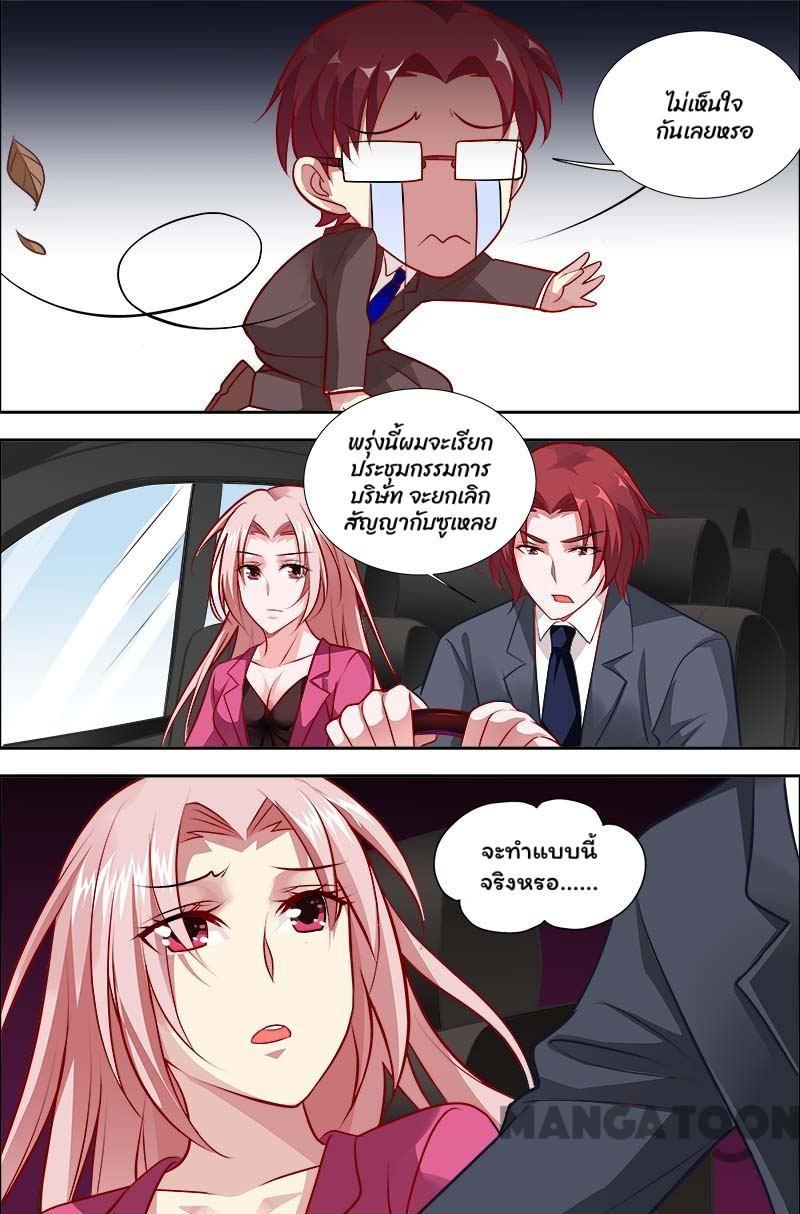 ไม่เห็นใจ
กันเลยหรอ
พรุ่งนี้ผมจะเรียก
ประชุมกรรมการ
บริษัท จะยกเลิก
สัญญากับซูเหลย
จะทำแบบนี้
จริงหรอ......
MANGATOON